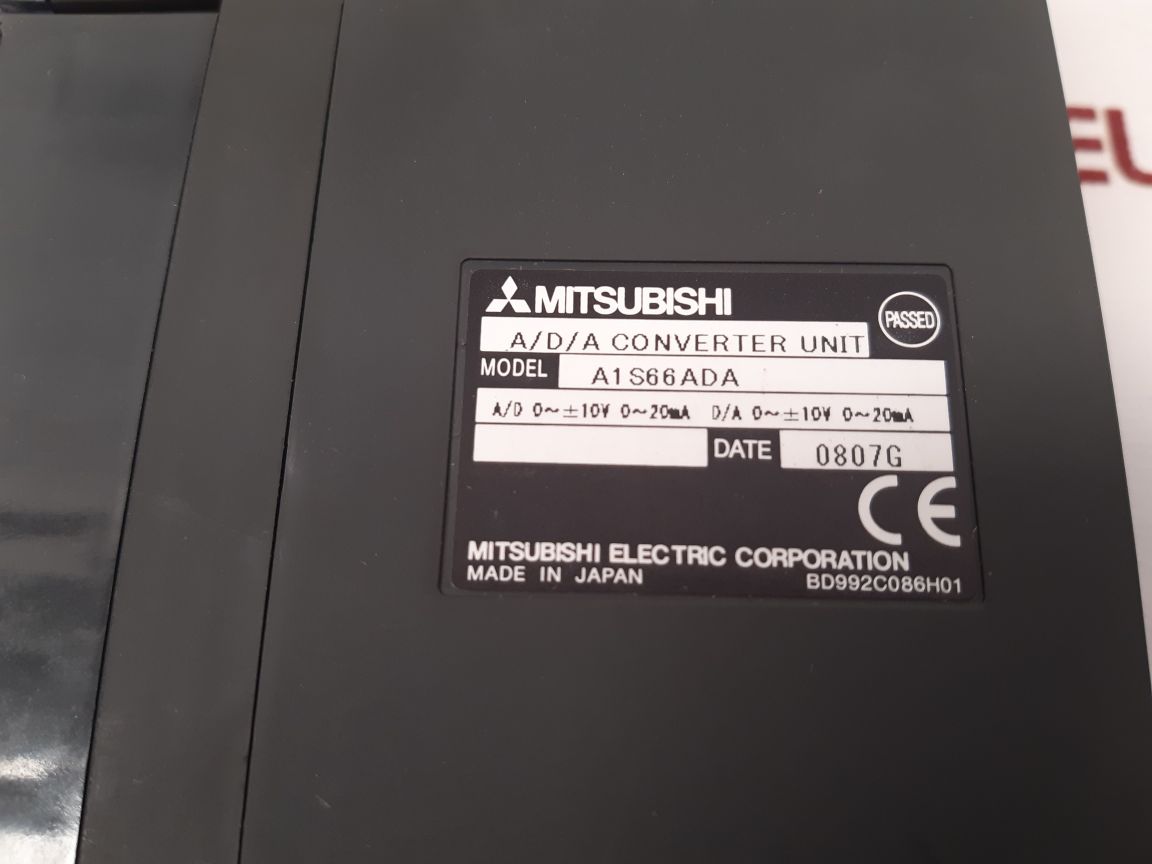 MITSUBISHI
PASSED
A/D/A CONVERTER UNIT
MODEL A1S66ADA
A/D 0~±10V 0~20mA D/A 0~±10V 0~20mA
DATE 0807G
CE
MITSUBISHI ELECTRIC CORPORATION
MADE IN JAPAN BD992C086H01
EU